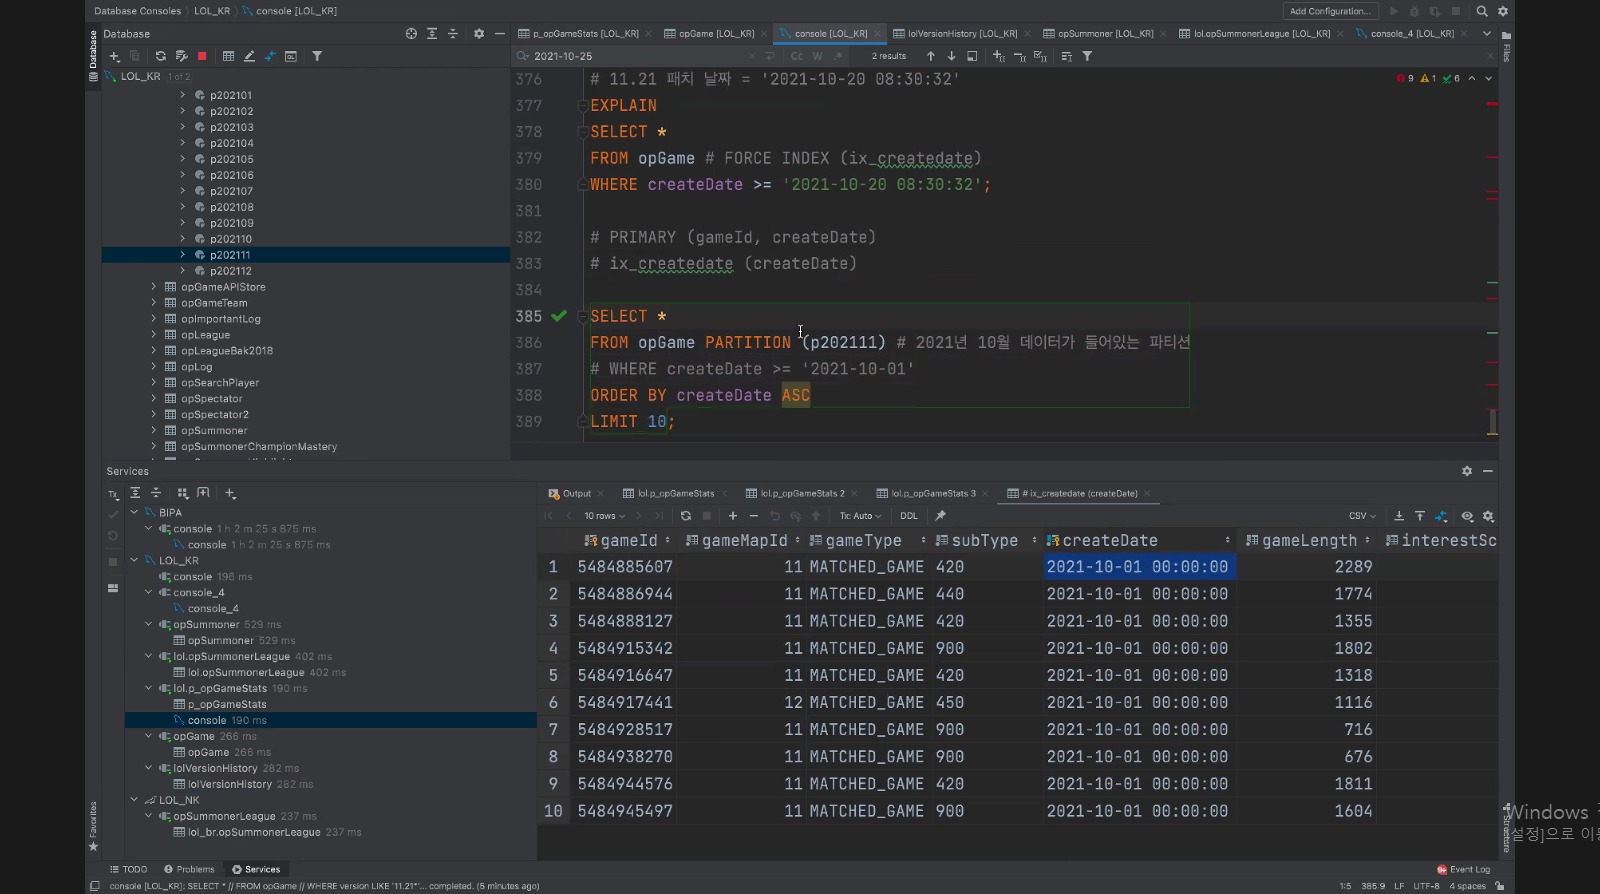 Database Consoles › LOL_KR › console [LOL_KR]
Add Configuration...
Database
p_opGameStats [LOL_KR]
opGame [LOL_KR]
console [LOL_KR]
lolVersionHistory [LOL_KR]
opSummoner [LOL_KR]
lol.opSummonerLeague [LOL_KR]
console_4 [LOL_KR]
Database
Files
2021-10-25
Cc W .*
2 results
LOL_KR 1 of 2
p202101
p202102
p202103
p202104
p202105
p202106
p202107
p202108
p202109
p202110
p202111
p202112
opGameAPIStore
opGameTeam
opImportantLog
opLeague
opLeagueBak2018
opLog
opSearchPlayer
opSpectator
opSpectator2
opSummoner
opSummonerChampionMastery
9 1 6
376 # 11.21 패치 날짜 = '2021-10-20 08:30:32'
377 EXPLAIN
378 SELECT *
379 FROM opGame # FORCE INDEX (ix_createdate)
380 WHERE createDate >= '2021-10-20 08:30:32';
381
382 # PRIMARY (gameId, createDate)
383 # ix_createdate (createDate)
384
385 SELECT *
386 FROM opGame PARTITION (p202111) # 2021년 10월 데이터가 들어있는 파티션
387 # WHERE createDate >= '2021-10-01'
388 ORDER BY createDate ASC
389 LIMIT 10;
Services
Tx
BIPA
console 1 h 2 m 25 s 875 ms
console 1 h 2 m 25 s 875 ms
LOL_KR
console 196 ms
console_4
console_4
opSummoner 529 ms
opSummoner 529 ms
lol.opSummonerLeague 402 ms
lol.opSummonerLeague 402 ms
lol.p_opGameStats 190 ms
p_opGameStats
console 190 ms
opGame 266 ms
opGame 266 ms
lolVersionHistory 282 ms
lolVersionHistory 282 ms
LOL_NK
opSummonerLeague 237 ms
lol_br.opSummonerLeague 237 ms
Output
lol.p_opGameStats
lol.p_opGameStats 2
lol.p_opGameStats 3
# ix_createdate (createDate)
10 rows
Tx: Auto
DDL
CSV
gameId gameMapId gameType subType createDate gameLength interestSc
1 5484885607 11 MATCHED_GAME 420 2021-10-01 00:00:00 2289
2 5484886944 11 MATCHED_GAME 440 2021-10-01 00:00:00 1774
3 5484888127 11 MATCHED_GAME 420 2021-10-01 00:00:00 1355
4 5484915342 11 MATCHED_GAME 900 2021-10-01 00:00:00 1802
5 5484916647 11 MATCHED_GAME 420 2021-10-01 00:00:00 1318
6 5484917441 12 MATCHED_GAME 450 2021-10-01 00:00:00 1116
7 5484928517 11 MATCHED_GAME 900 2021-10-01 00:00:00 716
8 5484938270 11 MATCHED_GAME 900 2021-10-01 00:00:00 676
9 5484944576 11 MATCHED_GAME 420 2021-10-01 00:00:00 1811
10 5484945497 11 MATCHED_GAME 900 2021-10-01 00:00:00 1604
Favorites
Structure
Windows
[설정]으로 이
TODO
Problems
Services
Event Log
console [LOL_KR]: SELECT * // FROM opGame // WHERE version LIKE '11.21*'... completed. (5 minutes ago)
1:5 385:9 LF UTF-8 4 spaces